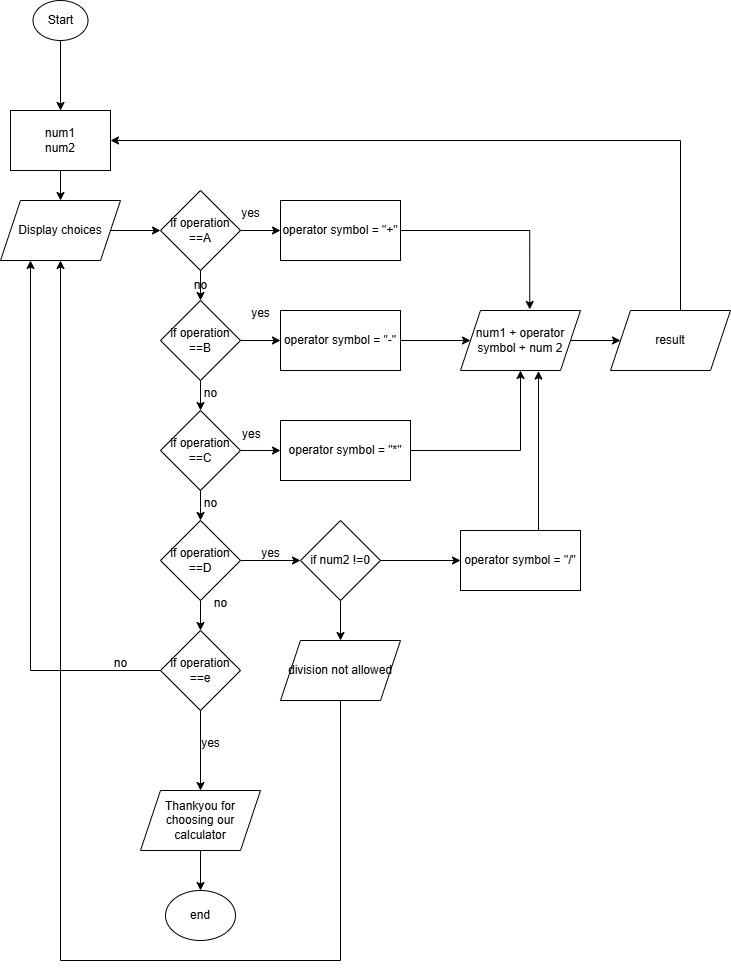 Start
num1
num2
Display choices
if operation
==A
yes
operator symbol = "+"
no
if operation
==B
yes
operator symbol = "-"
num1 + operator
symbol + num 2
result
no
if operation
==C
yes
operator symbol = "*"
no
if operation
==D
yes
if num2 !=0
operator symbol = "/"
no
if operation
==e
no
division not allowed
yes
Thankyou for
choosing our
calculator
end